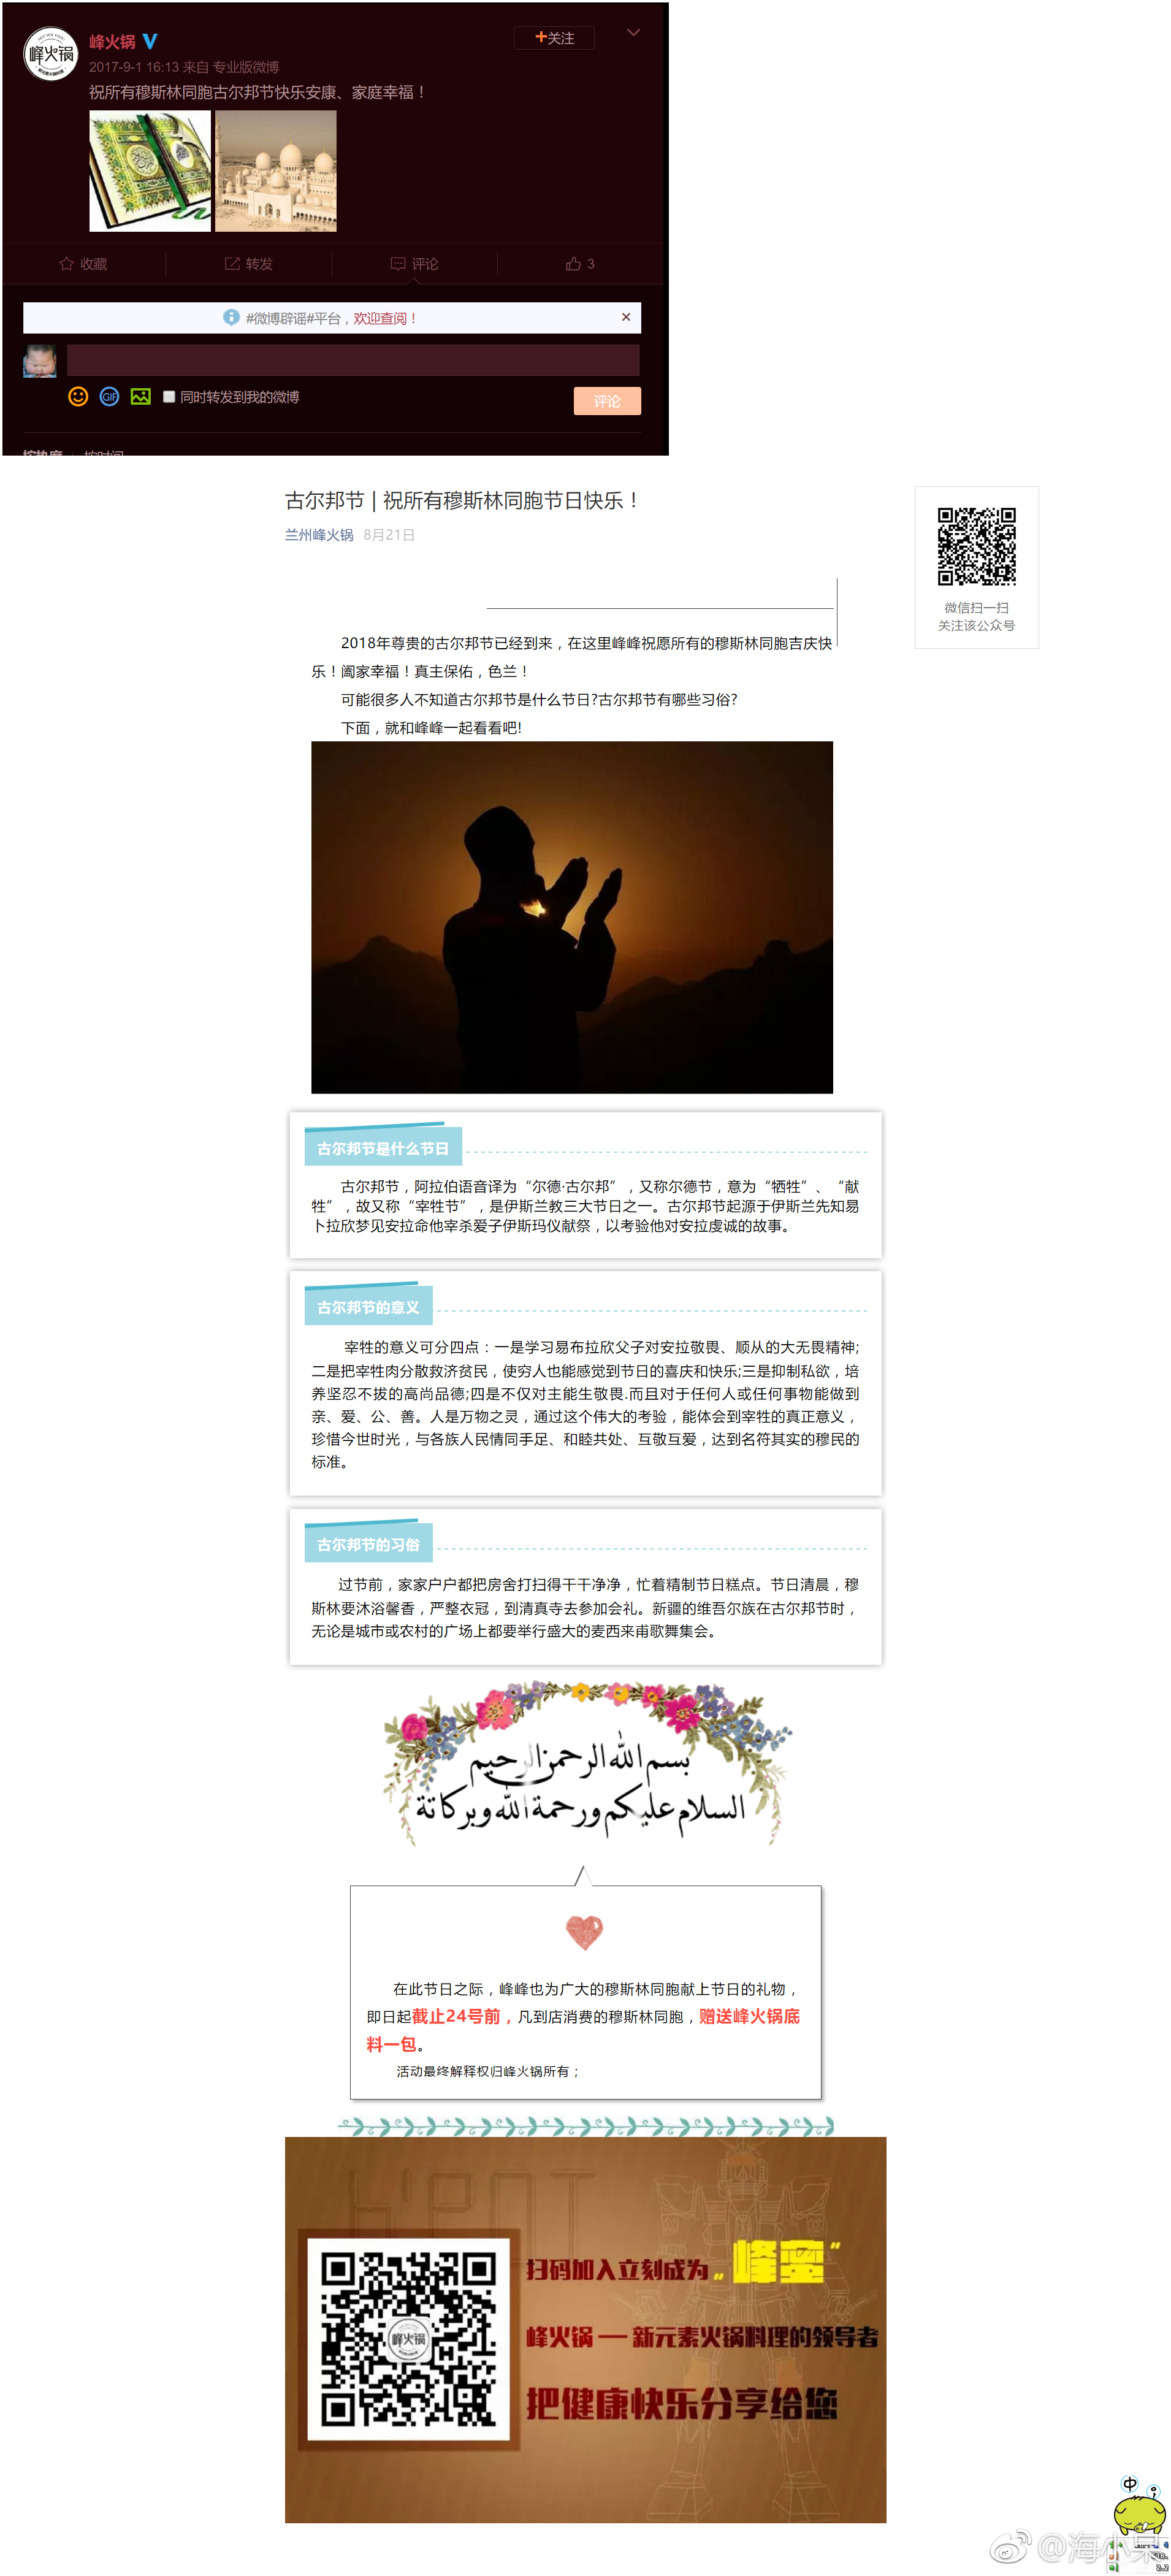 峰火锅
峰火锅 V
2017-9-1 16:13 来自 专业版微博
+关注
祝所有穆斯林同胞古尔邦节快乐安康、家庭幸福！
收藏
转发
评论
3
#微博辟谣#平台，欢迎查阅！
×
GIF
同时转发到我的微博
评论
按热度 按时间
古尔邦节 | 祝所有穆斯林同胞节日快乐！
兰州峰火锅 8月21日
微信扫一扫
关注该公众号
2018年尊贵的古尔邦节已经到来，在这里峰峰祝愿所有的穆斯林同胞吉庆快
乐！阖家幸福！真主保佑，色兰！
可能很多人不知道古尔邦节是什么节日?古尔邦节有哪些习俗?
下面，就和峰峰一起看看吧!
古尔邦节是什么节日
古尔邦节，阿拉伯语音译为“尔德·古尔邦”，又称尔德节，意为“牺牲”、“献
牲”，故又称“宰牲节”，是伊斯兰教三大节日之一。古尔邦节起源于伊斯兰先知易
卜拉欣梦见安拉命他宰杀爱子伊斯玛仪献祭，以考验他对安拉虔诚的故事。
古尔邦节的意义
宰牲的意义可分四点：一是学习易布拉欣父子对安拉敬畏、顺从的大无畏精神;
二是把宰牲肉分散救济贫民，使穷人也能感觉到节日的喜庆和快乐;三是抑制私欲，培
养坚忍不拔的高尚品德;四是不仅对主能生敬畏.而且对于任何人或任何事物能做到
亲、爱、公、善。人是万物之灵，通过这个伟大的考验，能体会到宰牲的真正意义，
珍惜今世时光，与各族人民情同手足、和睦共处、互敬互爱，达到名符其实的穆民的
标准。
古尔邦节的习俗
过节前，家家户户都把房舍打扫得干干净净，忙着精制节日糕点。节日清晨，穆
斯林要沐浴馨香，严整衣冠，到清真寺去参加会礼。新疆的维吾尔族在古尔邦节时，
无论是城市或农村的广场上都要举行盛大的麦西来甫歌舞集会。
بسم الله الرحمن الرحيم
السلام عليكم ورحمة الله وبركاتة
在此节日之际，峰峰也为广大的穆斯林同胞献上节日的礼物，
即日起截止24号前，凡到店消费的穆斯林同胞，赠送峰火锅底
料一包。
活动最终解释权归峰火锅所有；
扫码加入立刻成为“峰蜜”
峰火锅 — 新元素火锅料理的领导者
把健康快乐分享给您
峰火锅
中
@海小